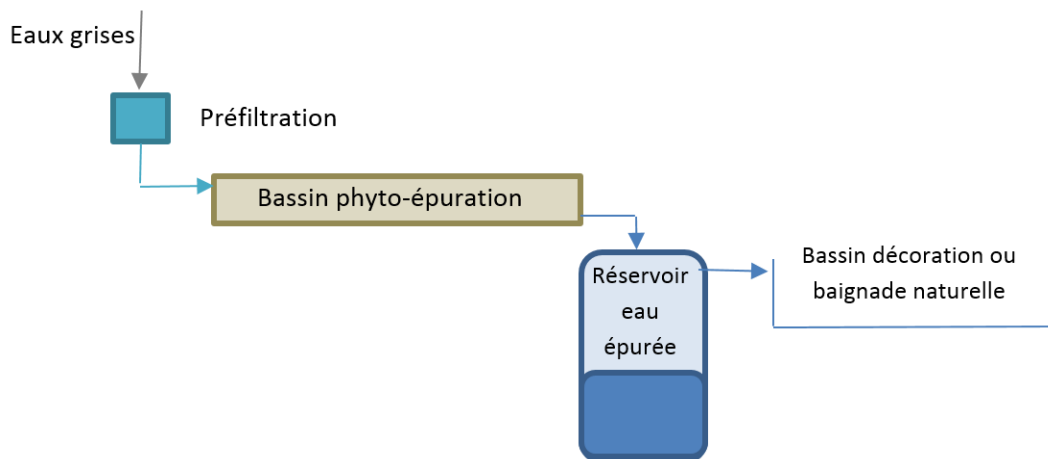 Eaux grises
Préfiltration
Bassin phyto-épuration
Réservoir
eau
épurée
Bassin décoration ou
baignade naturelle